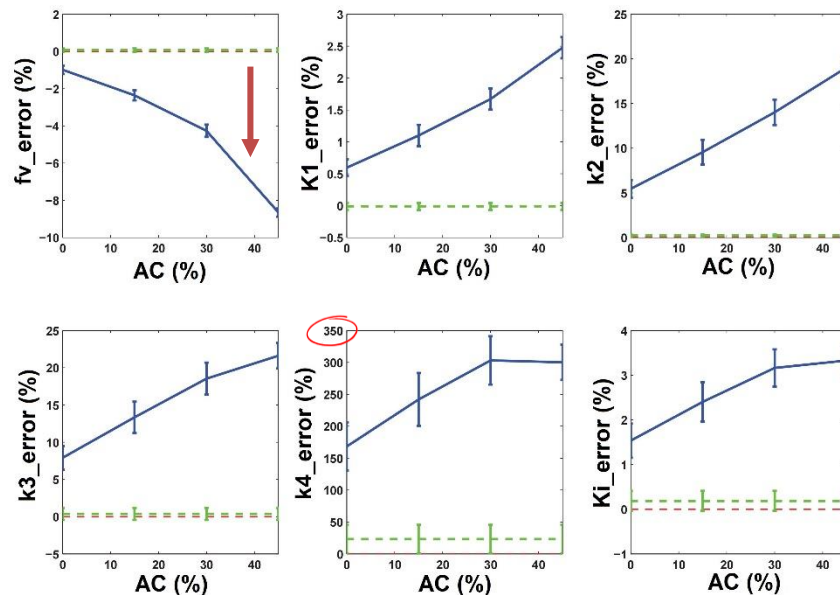 fv_error (%)
2
0
−2
−4
−6
−8
−10
0 10 20 30 40
AC (%)
K1_error (%)
3
2.5
2
1.5
1
0.5
0
−0.5
0 10 20 30 40
AC (%)
k2_error (%)
25
20
15
10
5
0
0 10 20 30 40
AC (%)
k3_error (%)
25
20
15
10
5
0
−5
0 10 20 30 40
AC (%)
k4_error (%)
350
300
250
200
150
100
50
0
0 10 20 30 40
AC (%)
Ki_error (%)
4
3
2
1
0
−1
0 10 20 30 40
AC (%)